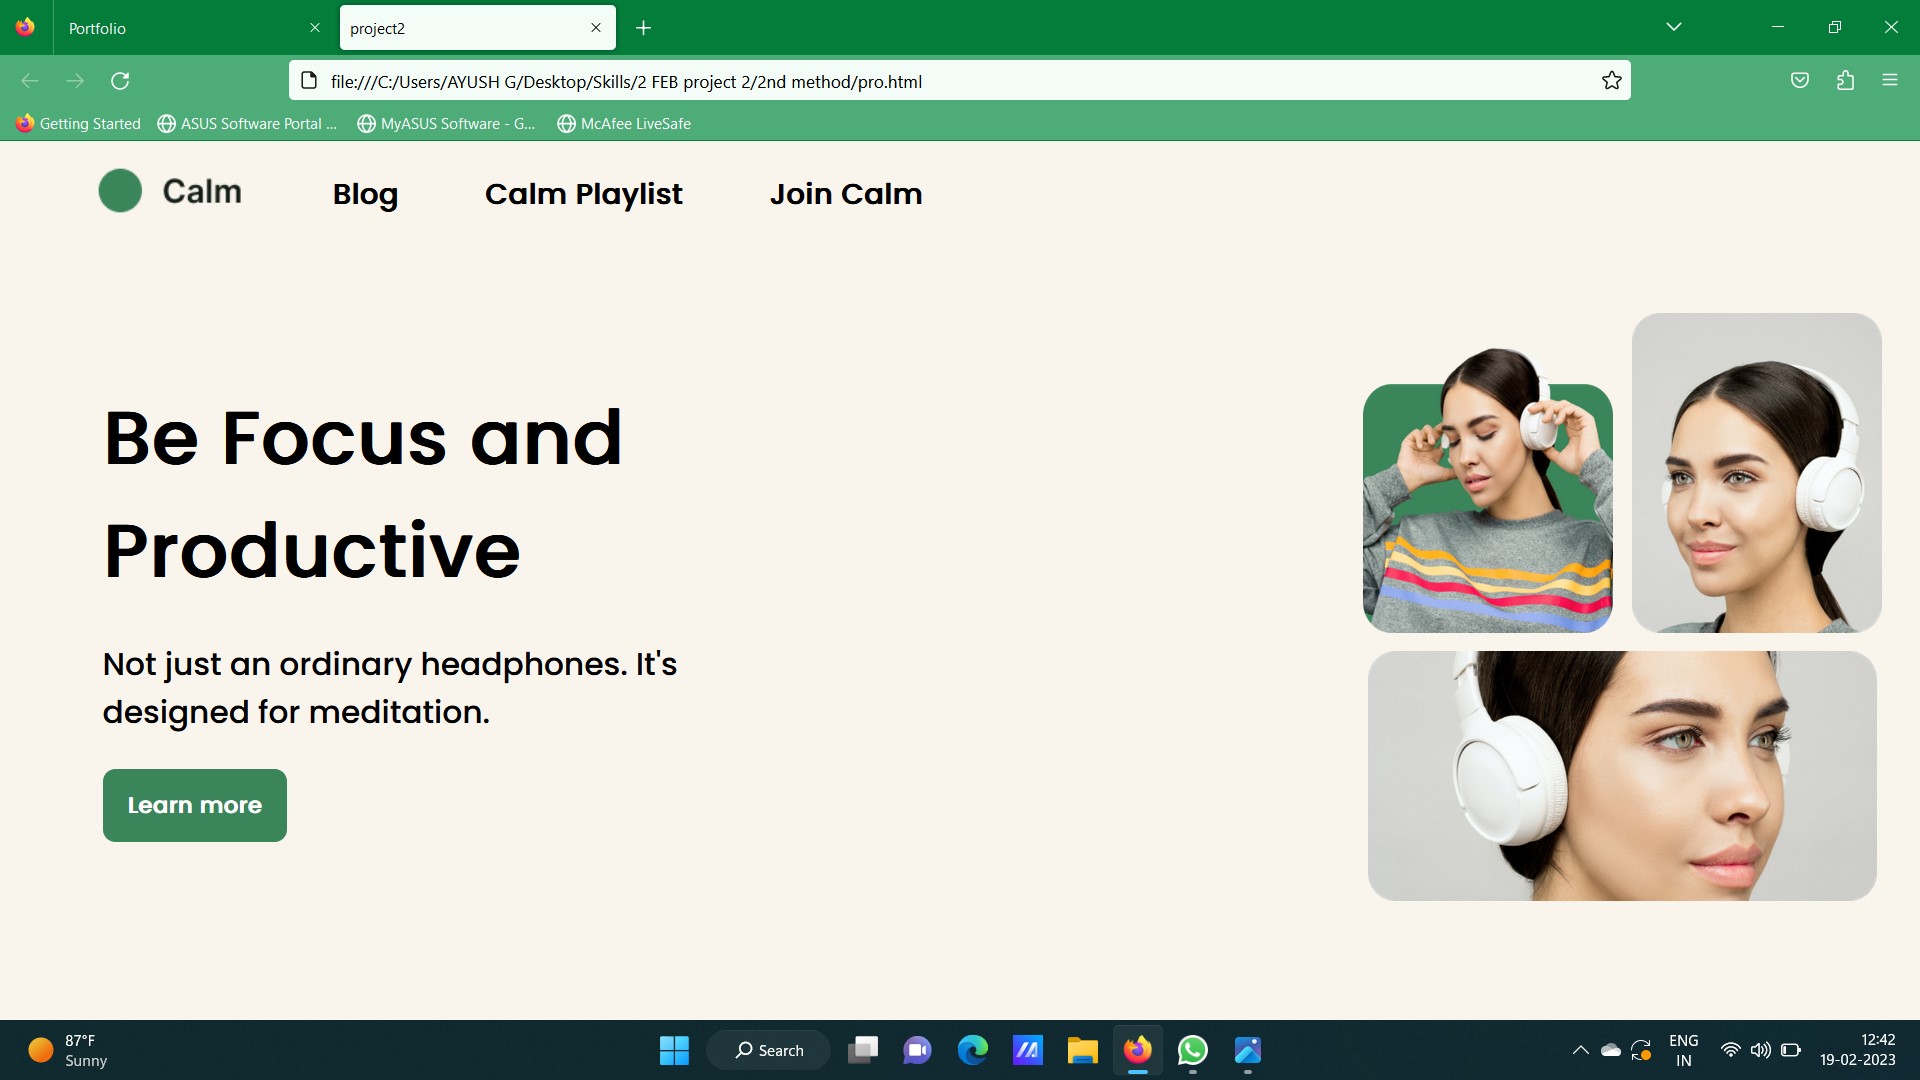 Portfolio
project2
file:///C:/Users/AYUSH G/Desktop/Skills/2 FEB project 2/2nd method/pro.html
Getting Started
ASUS Software Portal ...
MyASUS Software - G...
McAfee LiveSafe
Calm
Blog
Calm Playlist
Join Calm
Be Focus and
Productive
Not just an ordinary headphones. It's
designed for meditation.
Learn more
87°F
Sunny
Search
ENG
IN
12:42
19-02-2023